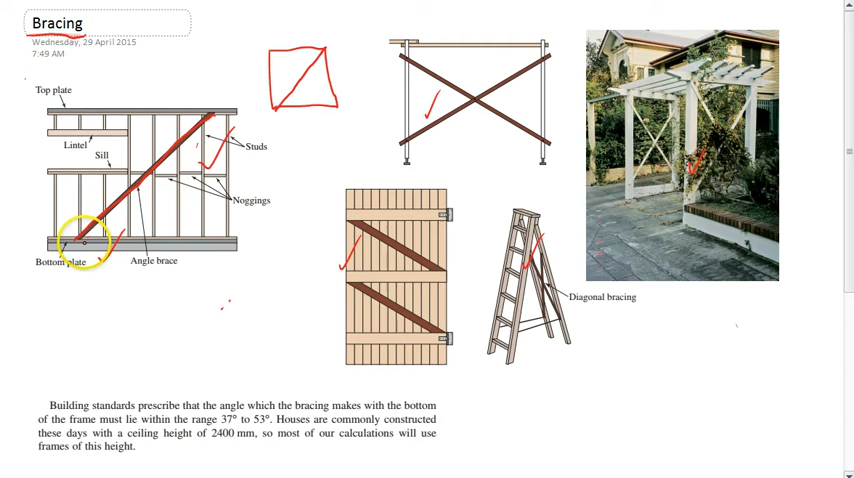 Bracing
Wednesday, 29 April 2015
7:49 AM
Top plate
Lintel
Studs
Sill
Noggings
Bottom plate
Angle brace
Diagonal bracing
Building standards prescribe that the angle which the bracing makes with the bottom
of the frame must lie within the range 37° to 53°. Houses are commonly constructed
these days with a ceiling height of 2400 mm, so most of our calculations will use
frames of this height.